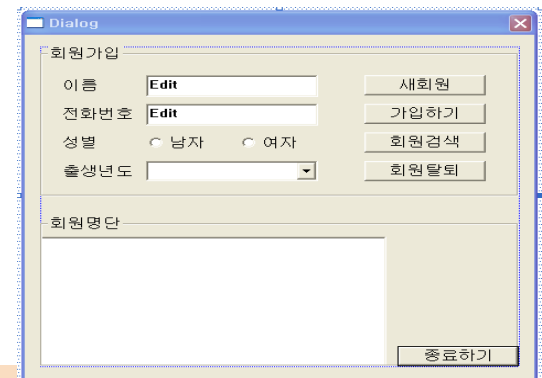 Dialog
회원가입
이름 Edit 새회원
전화번호 Edit 가입하기
성별 남자 여자 회원검색
출생년도 회원탈퇴
회원명단
종료하기